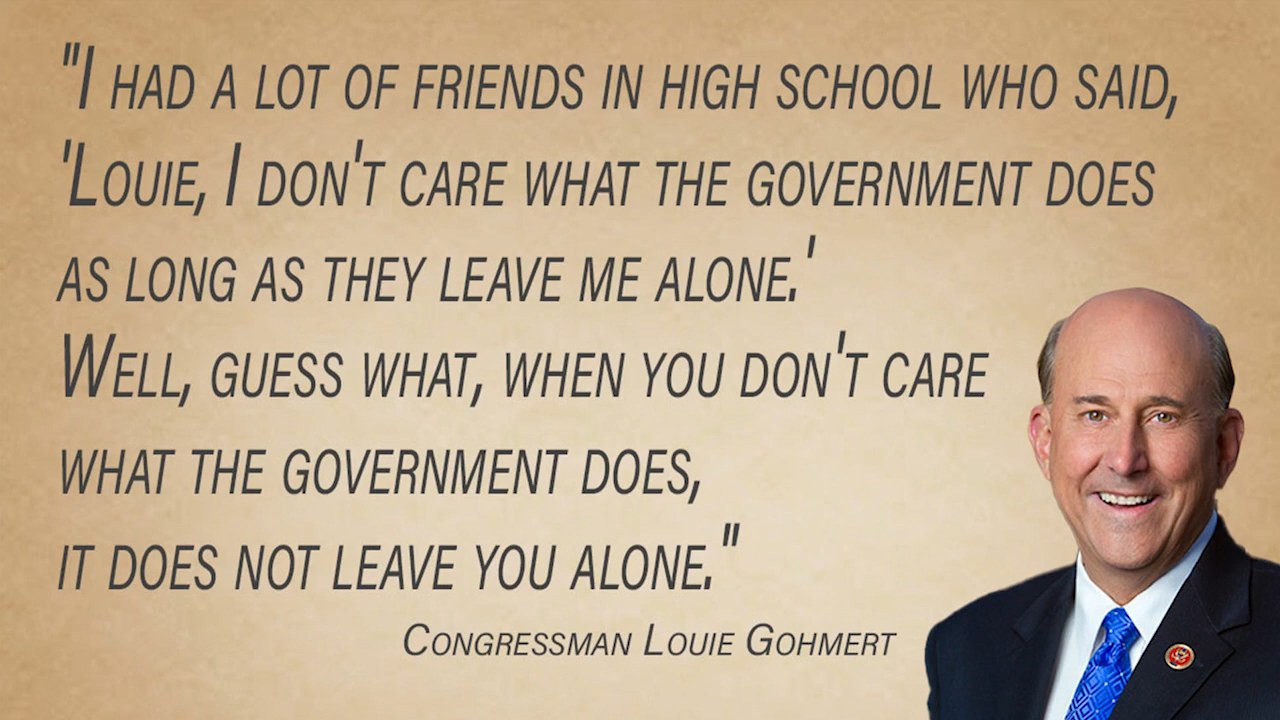 "I HAD A LOT OF FRIENDS IN HIGH SCHOOL WHO SAID,
'LOUIE, I DON'T CARE WHAT THE GOVERNMENT DOES
AS LONG AS THEY LEAVE ME ALONE.'
WELL, GUESS WHAT, WHEN YOU DON'T CARE
WHAT THE GOVERNMENT DOES,
IT DOES NOT LEAVE YOU ALONE."
CONGRESSMAN LOUIE GOHMERT